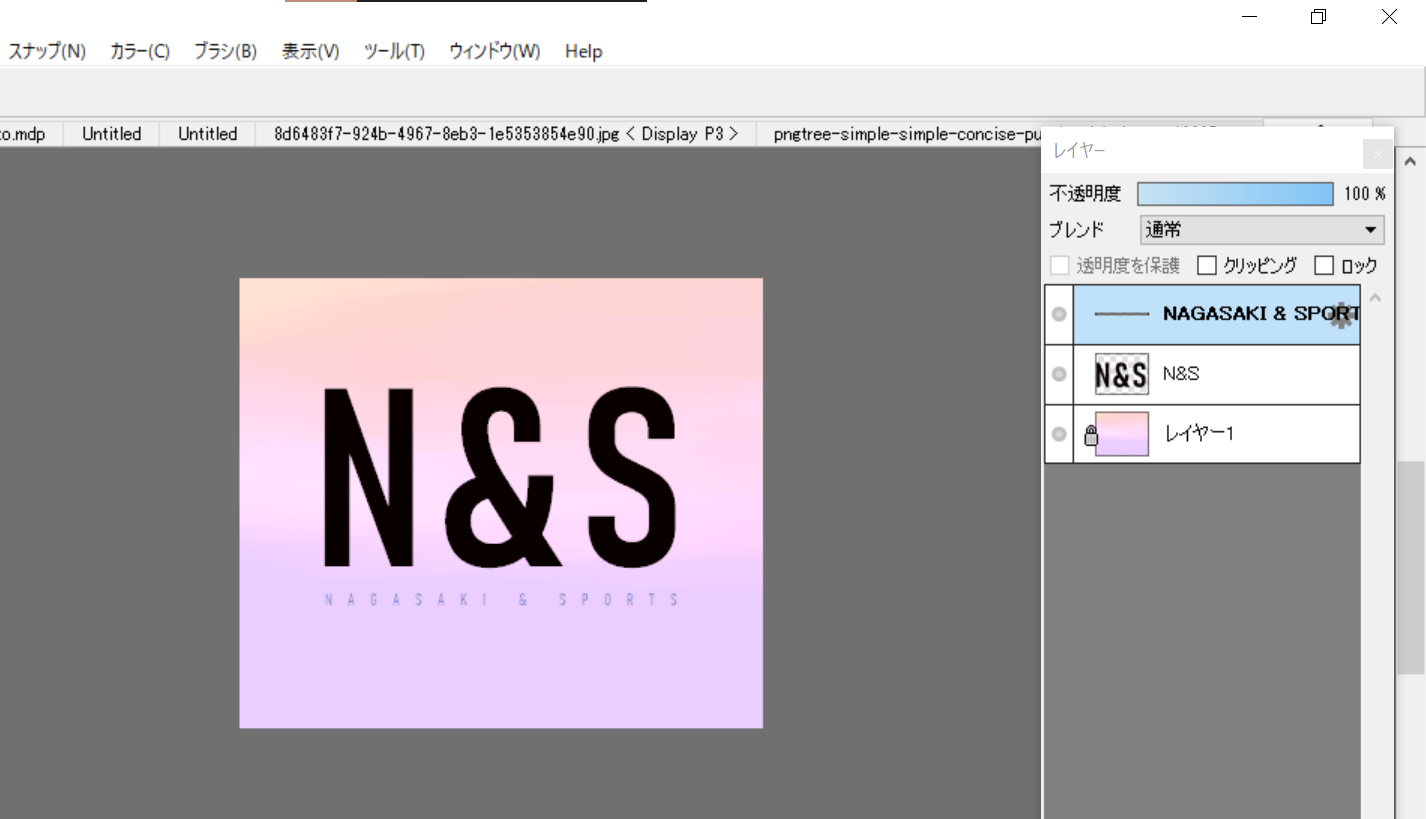 スナップ(N) カラー(C) ブラシ(B) 表示(V) ツール(T) ウィンドウ(W) Help
to.mdp Untitled Untitled 8d6483f7-924b-4967-8eb3-1e5353854e90.jpg < Display P3 > pngtree-simple-simple-concise-pu
レイヤー
不透明度 100 %
ブレンド 通常
透明度を保護 クリッピング ロック
NAGASAKI & SPORT
N&S N&S
レイヤー1
N&S
NAGASAKI & SPORTS